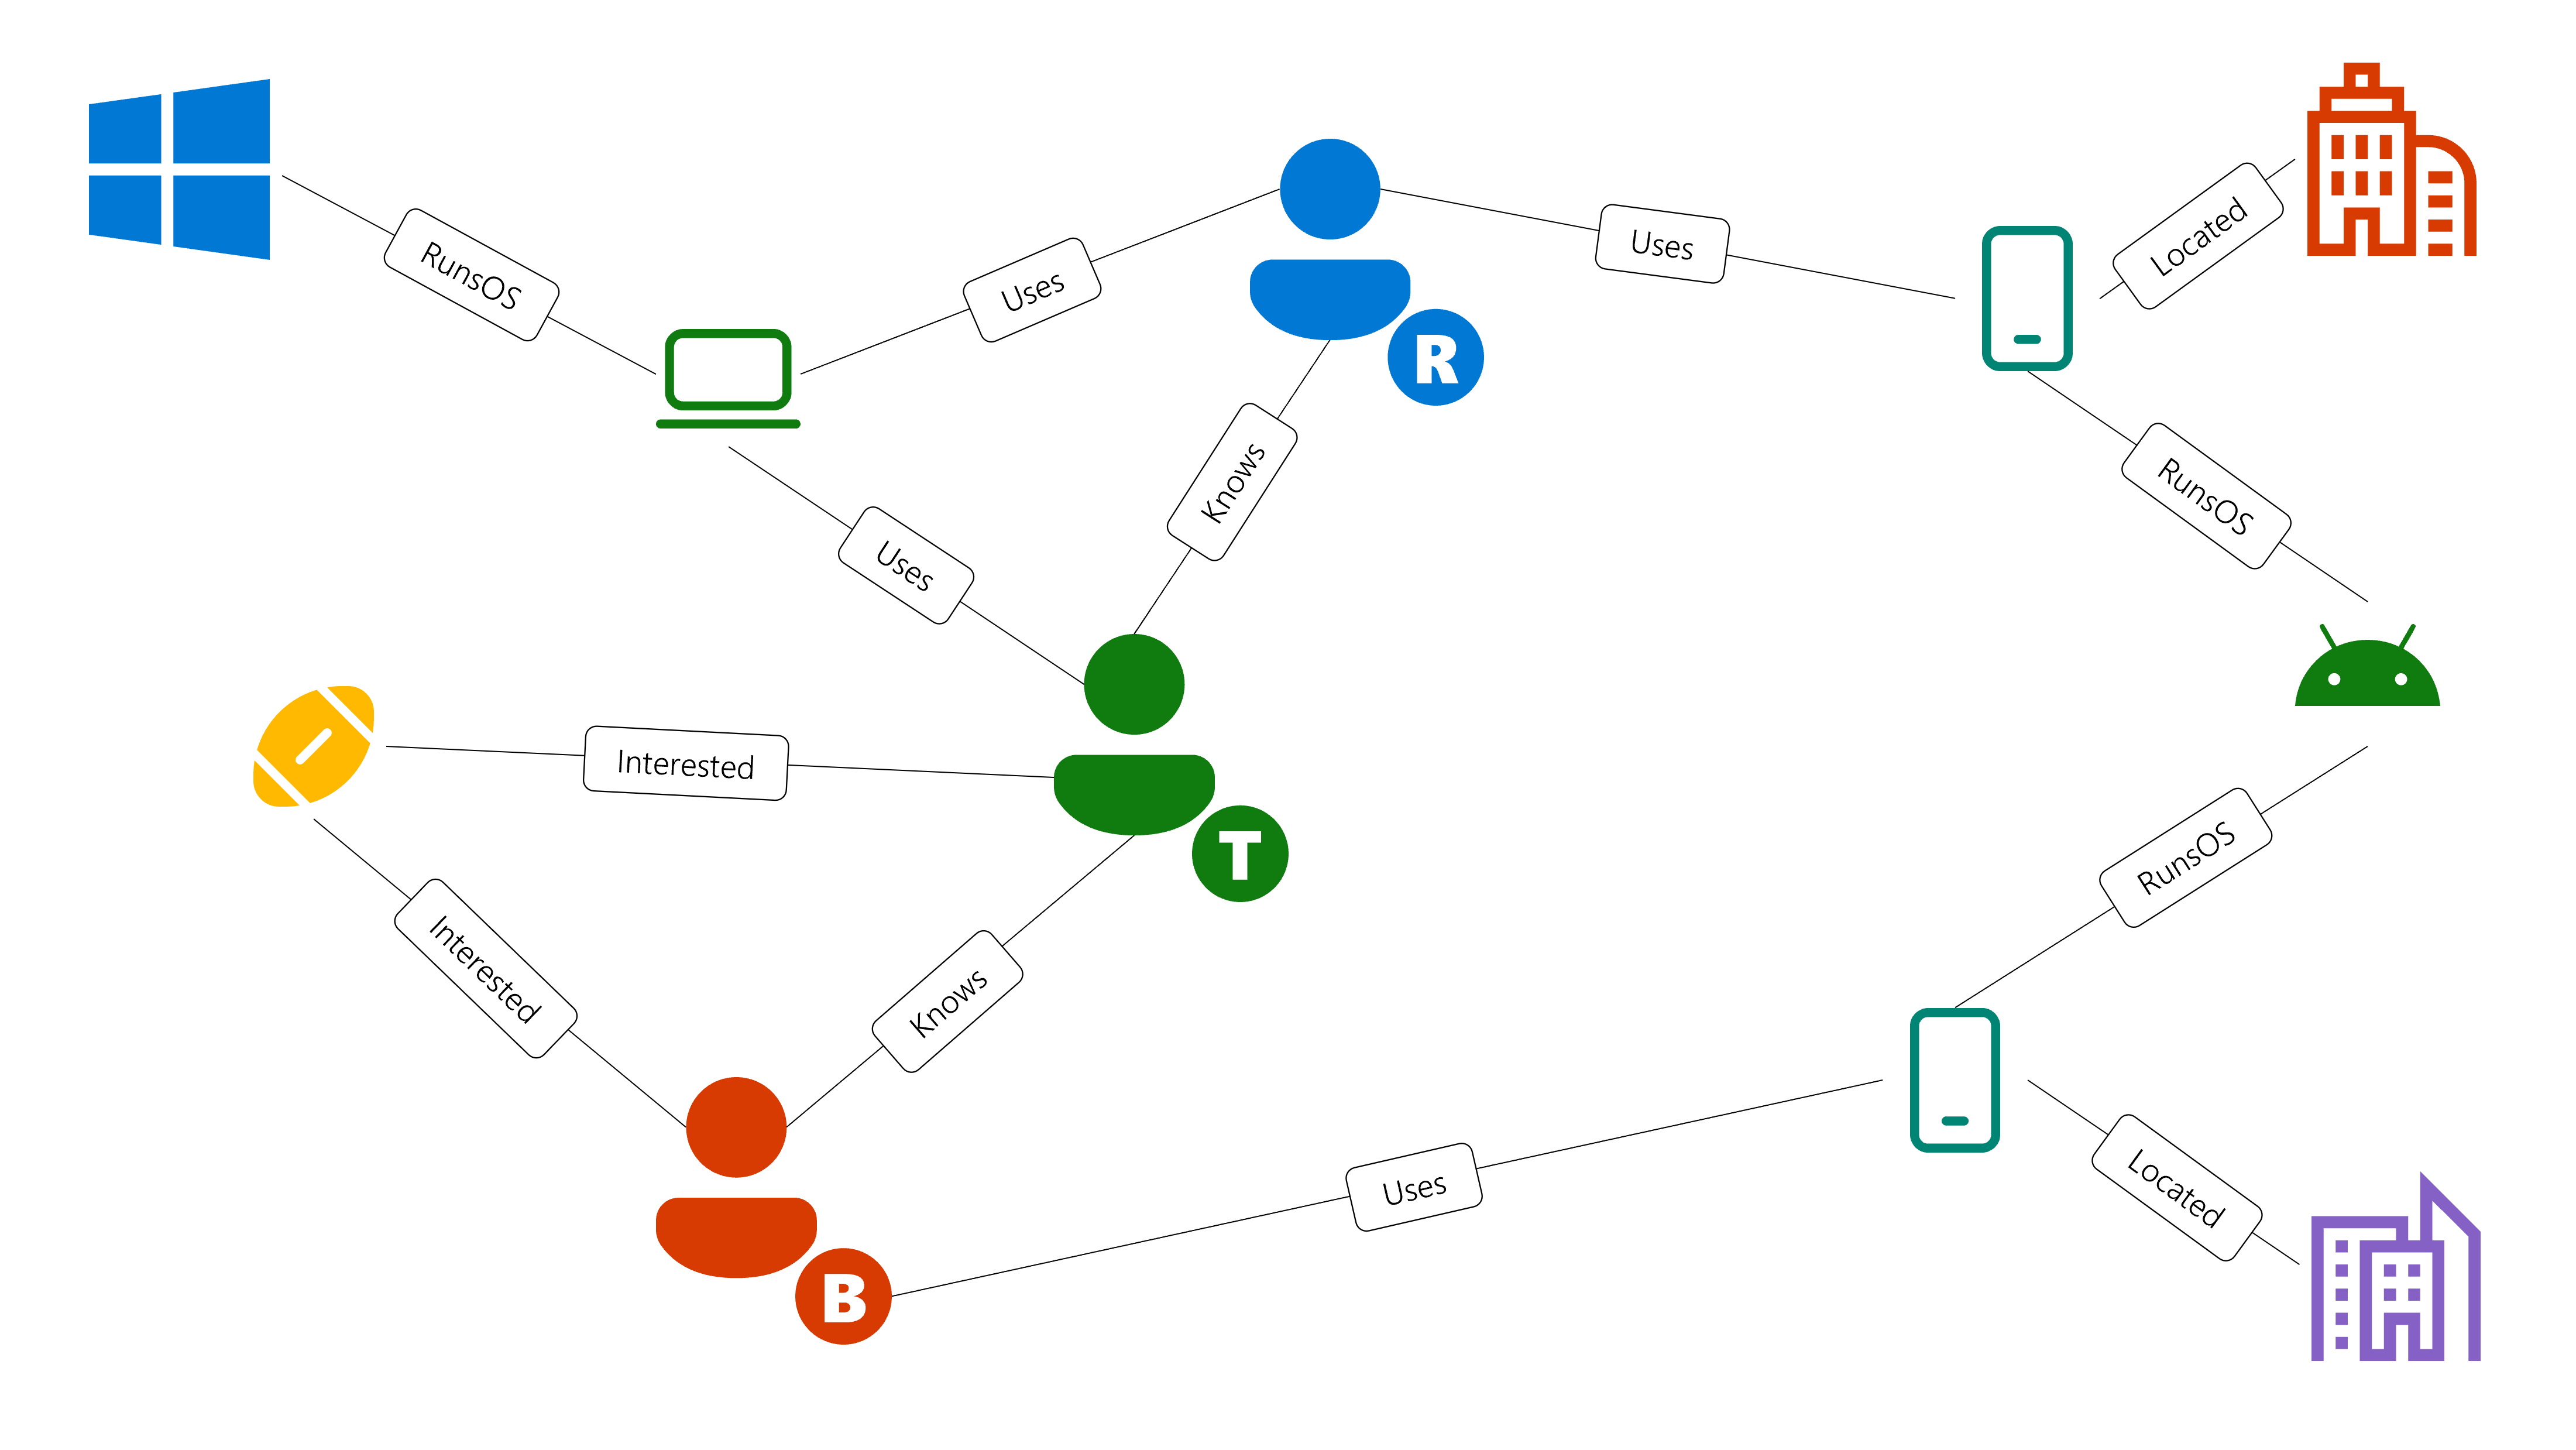 Located
Uses
RunsOS
Uses
R
Knows
RunsOS
Uses
Interested
T
RunsOS
Interested
Knows
Uses
Located
B